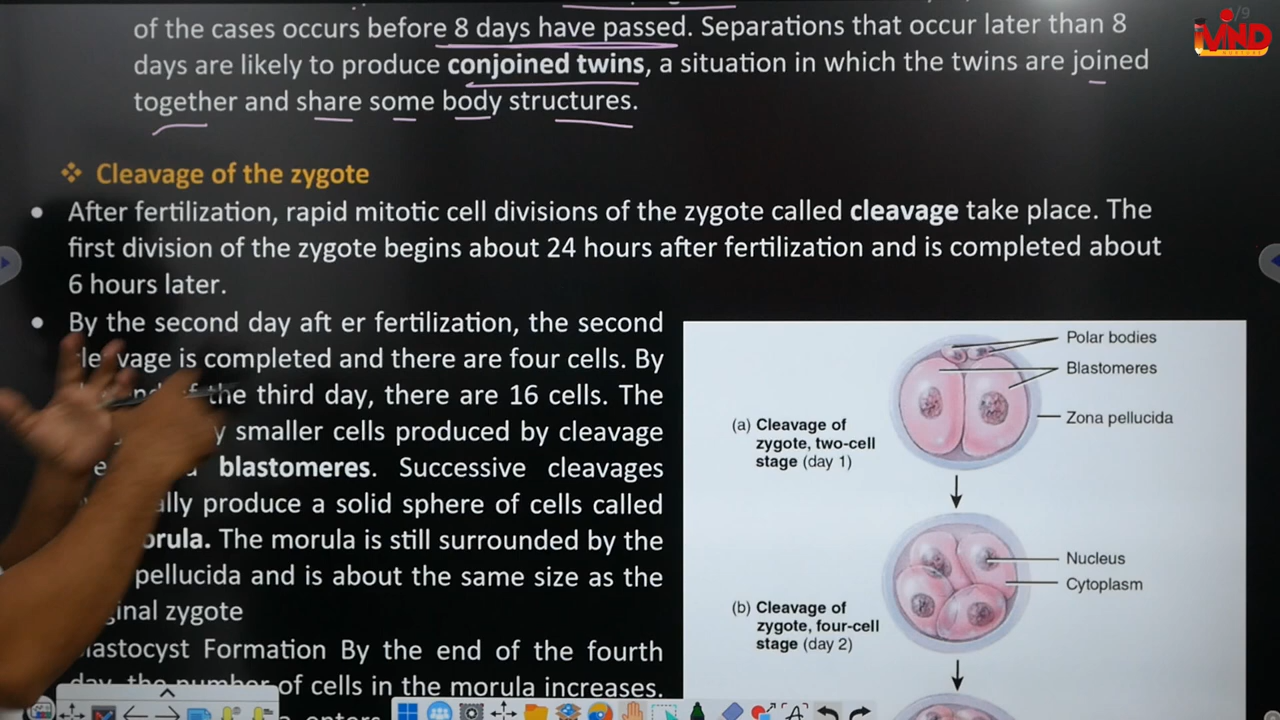 of the cases occurs before 8 days have passed. Separations that occur later than 8
days are likely to produce conjoined twins, a situation in which the twins are joined
together and share some body structures.
❖ Cleavage of the zygote
• After fertilization, rapid mitotic cell divisions of the zygote called cleavage take place. The
first division of the zygote begins about 24 hours after fertilization and is completed about
6 hours later.
• By the second day aft er fertilization, the second
vage is completed and there are four cells. By
the third day, there are 16 cells. The
smaller cells produced by cleavage
blastomeres. Successive cleavages
produce a solid sphere of cells called
The morula is still surrounded by the
pellucida and is about the same size as the
zygote
Formation By the end of the fourth
day, the number of cells in the morula increases.
enters
Polar bodies
Blastomeres
Zona pellucida
(a) Cleavage of
zygote, two-cell
stage (day 1)
Nucleus
Cytoplasm
(b) Cleavage of
zygote, four-cell
stage (day 2)
/9
MIND